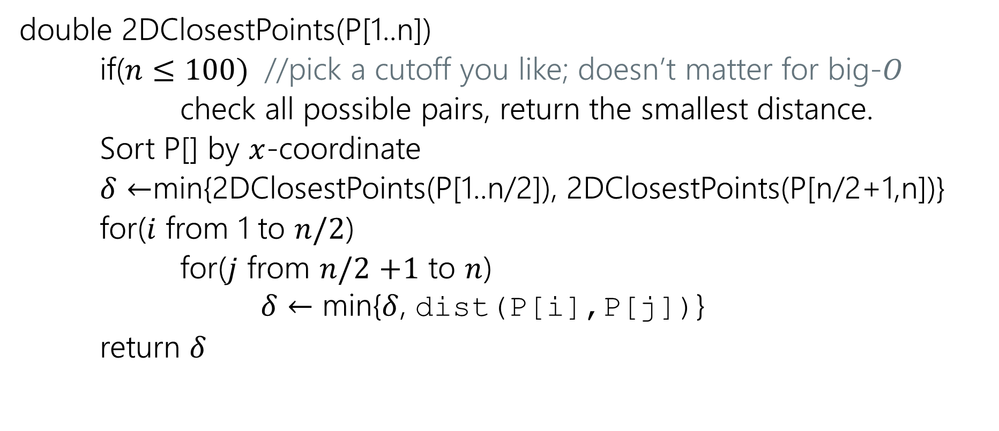 double 2DClosestPoints(P[1..n])
if(𝑛 ≤ 100) //pick a cutoff you like; doesn't matter for big-𝑂
check all possible pairs, return the smallest distance.
Sort P[] by 𝑥-coordinate
𝛿 ←min{2DClosestPoints(P[1..n/2]), 2DClosestPoints(P[n/2+1,n])}
for(𝑖 from 1 to 𝑛/2)
for(𝑗 from 𝑛/2 +1 to 𝑛)
𝛿 ← min{𝛿, dist(P[i],P[j])}
return 𝛿